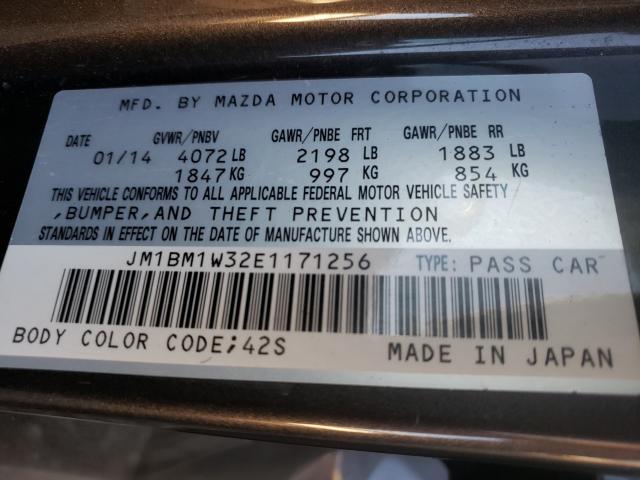 MFD. BY MAZDA MOTOR CORPORATION
DATE GVWR/PNBV GAWR/PNBE FRT GAWR/PNBE RR
01/14 4072 LB 2198 LB 1883 LB
1847 KG 997 KG 854 KG
THIS VEHICLE CONFORMS TO ALL APPLICABLE FEDERAL MOTOR VEHICLE SAFETY
,BUMPER,AND THEFT PREVENTION
STANDARDS IN EFFECT ON THE DATE OF MANUFACTURE SHOWN ABOVE.
JM1BM1W32E1171256 TYPE: PASS CAR
BODY COLOR CODE;42S MADE IN JAPAN